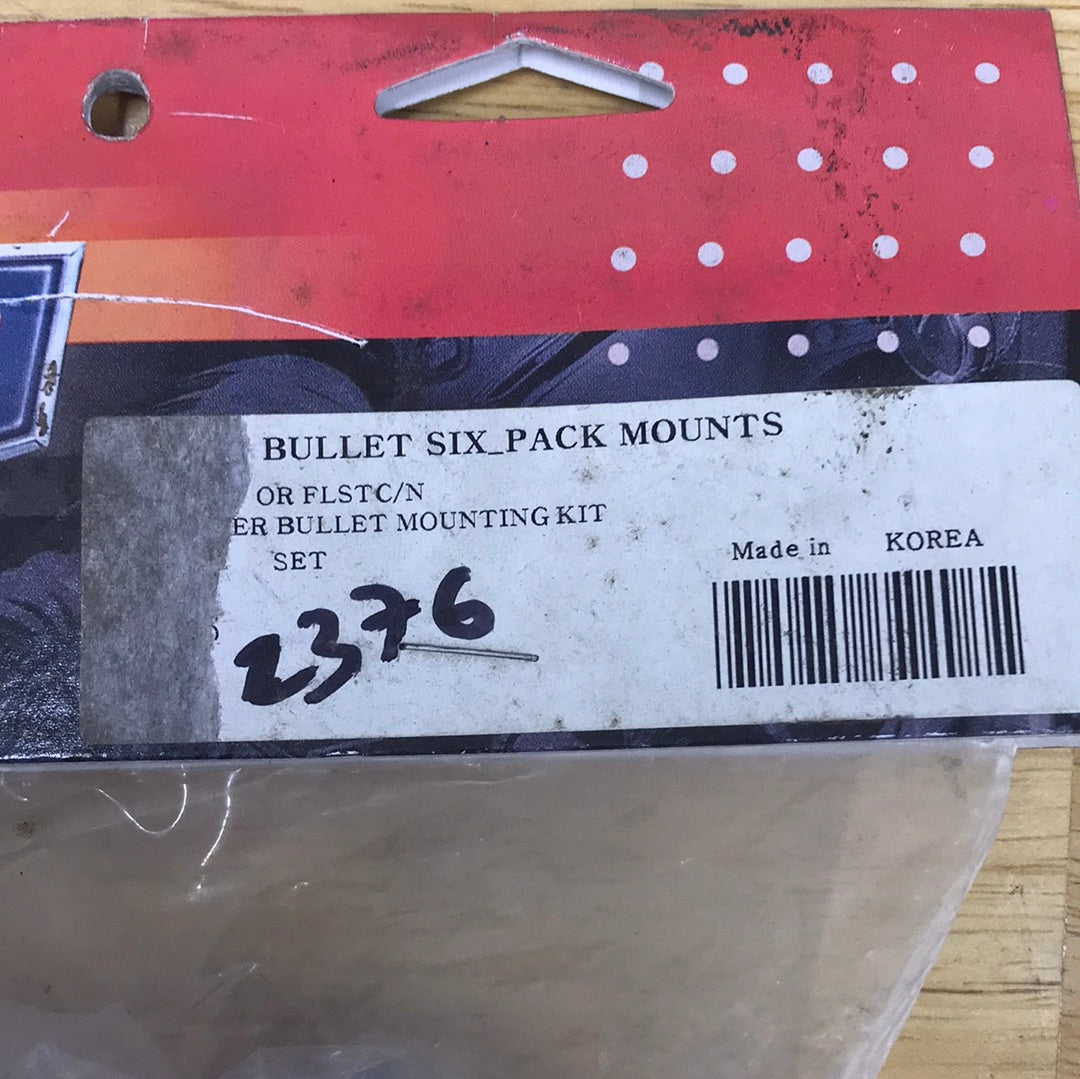 BULLET SIX_PACK MOUNTS
OR FLSTC/N
ER BULLET MOUNTING KIT
SET
Made in KOREA
2376